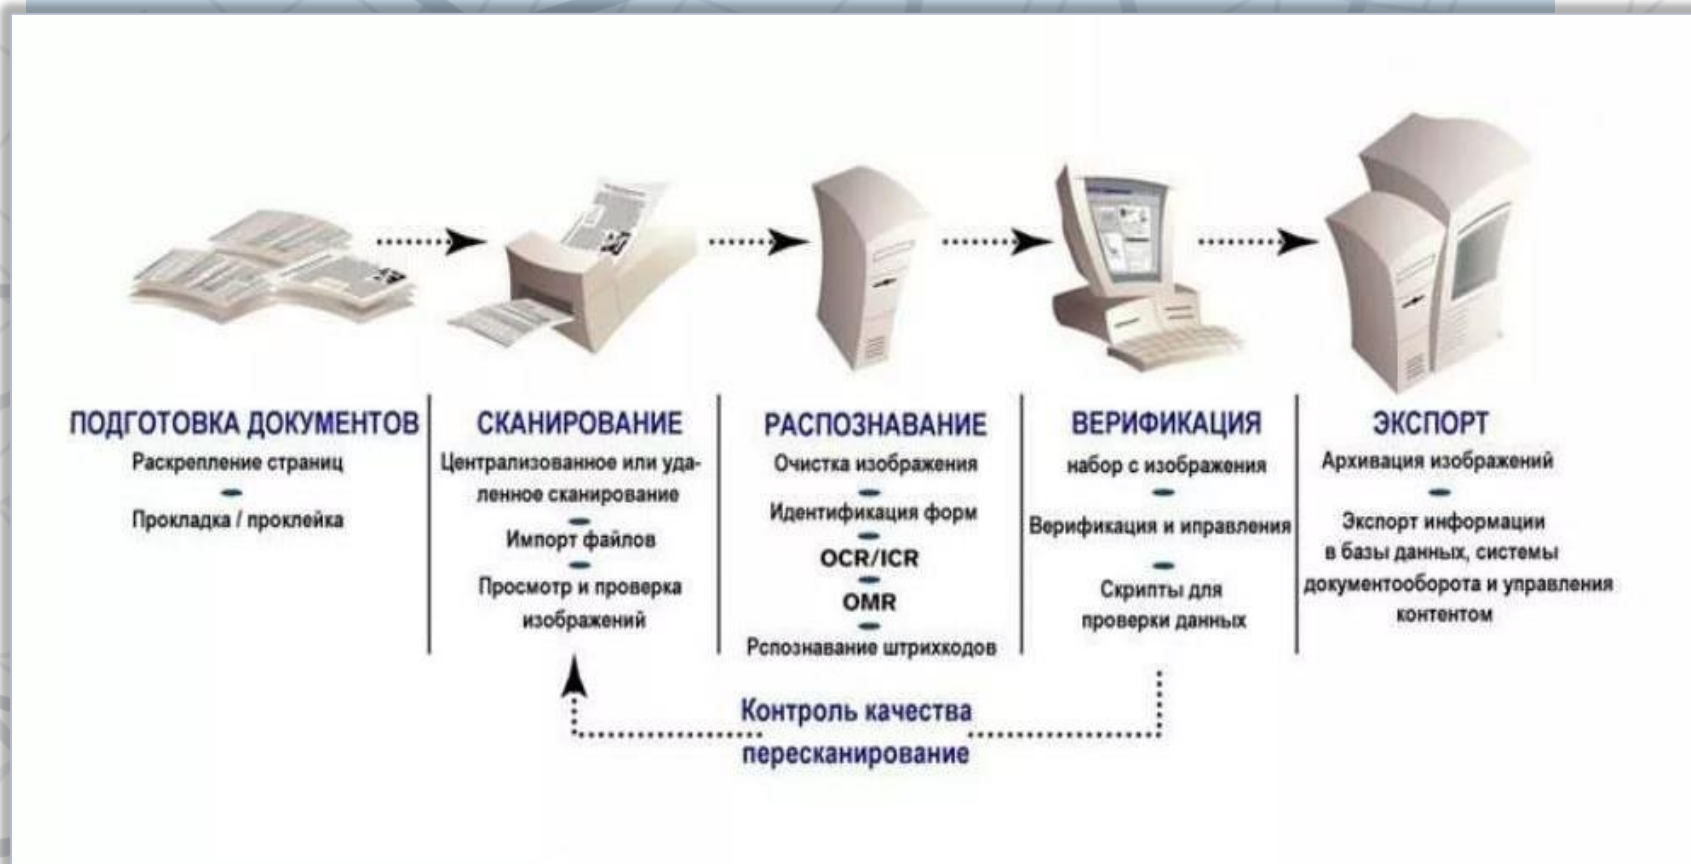 ПОДГОТОВКА ДОКУМЕНТОВ
Раскрепление страниц
Прокладка / проклейка
СКАНИРОВАНИЕ
Централизованное или уда-
ленное сканирование
Импорт файлов
Просмотр и проверка
изображений
РАСПОЗНАВАНИЕ
Очистка изображения
Идентификация форм
OCR/ICR
OMR
Рспознавание штрихкодов
ВЕРИФИКАЦИЯ
набор с изображения
Верификация и иправления
Скрипты для
проверки данных
ЭКСПОРТ
Архивация изображений
Экспорт информации
в базы данных, системы
документооборота и управления
контентом
Контроль качества
пересканирование